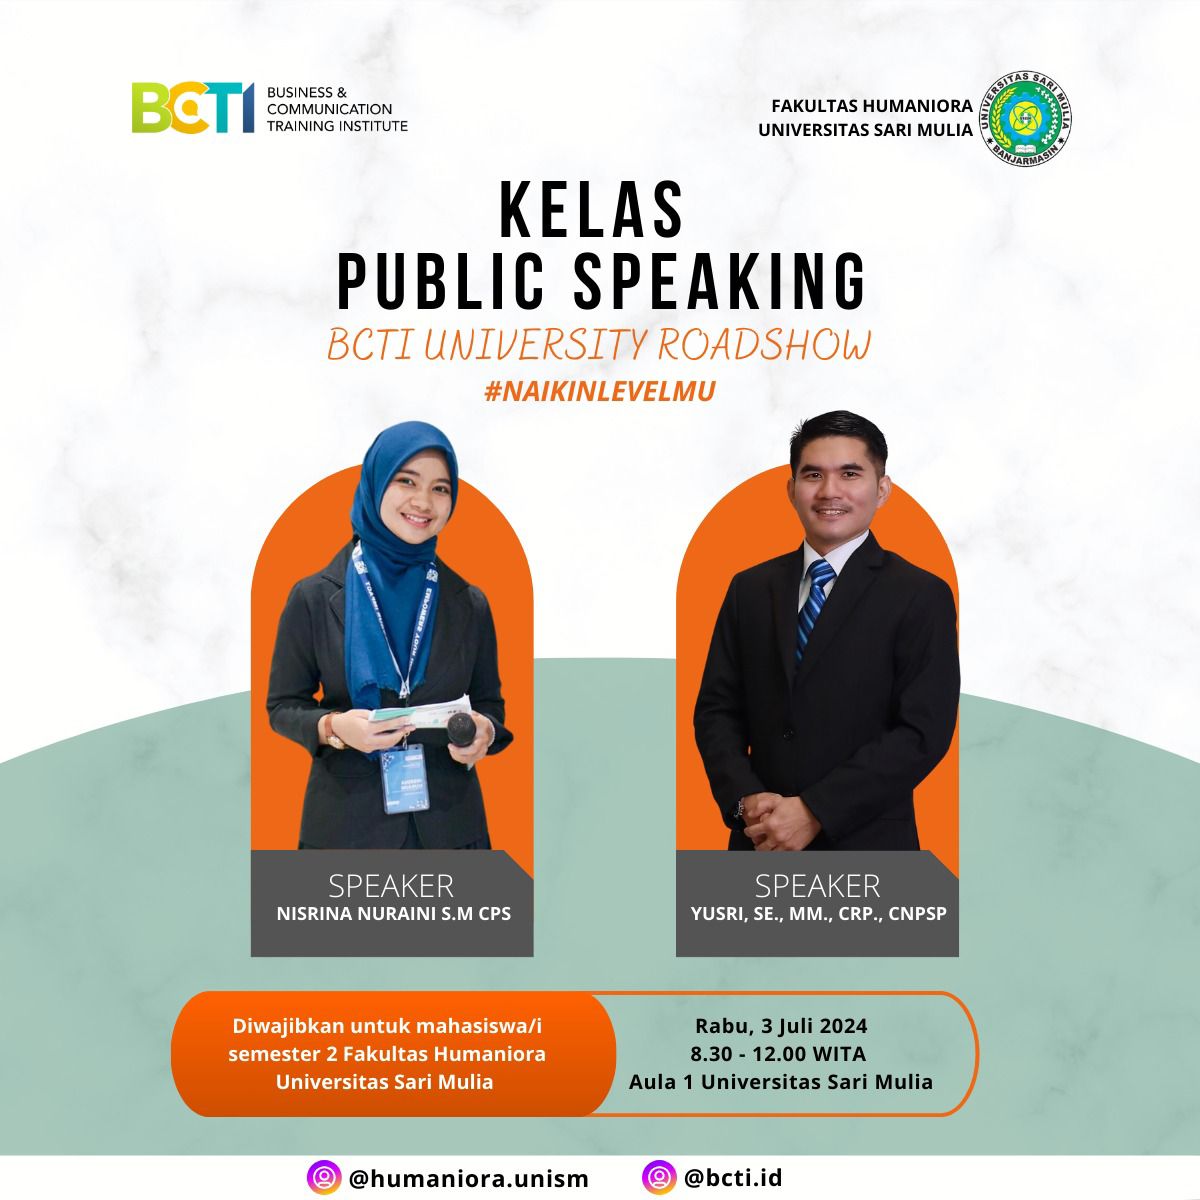 BCTI
BUSINESS &
COMMUNICATION
TRAINING INSTITUTE
FAKULTAS HUMANIORA
UNIVERSITAS SARI MULIA
UNIVERSITAS SARI MULIA
BANJARMASIN
KELAS
PUBLIC SPEAKING
BCTI UNIVERSITY ROADSHOW
#NAIKINLEVELMU
SPEAKER
NISRINA NURAINI S.M CPS
SPEAKER
YUSRI, SE., MM., CRP., CNPSP
Diwajibkan untuk mahasiswa/i
semester 2 Fakultas Humaniora
Universitas Sari Mulia
Rabu, 3 Juli 2024
8.30 - 12.00 WITA
Aula 1 Universitas Sari Mulia
@humaniora.unism
@bcti.id